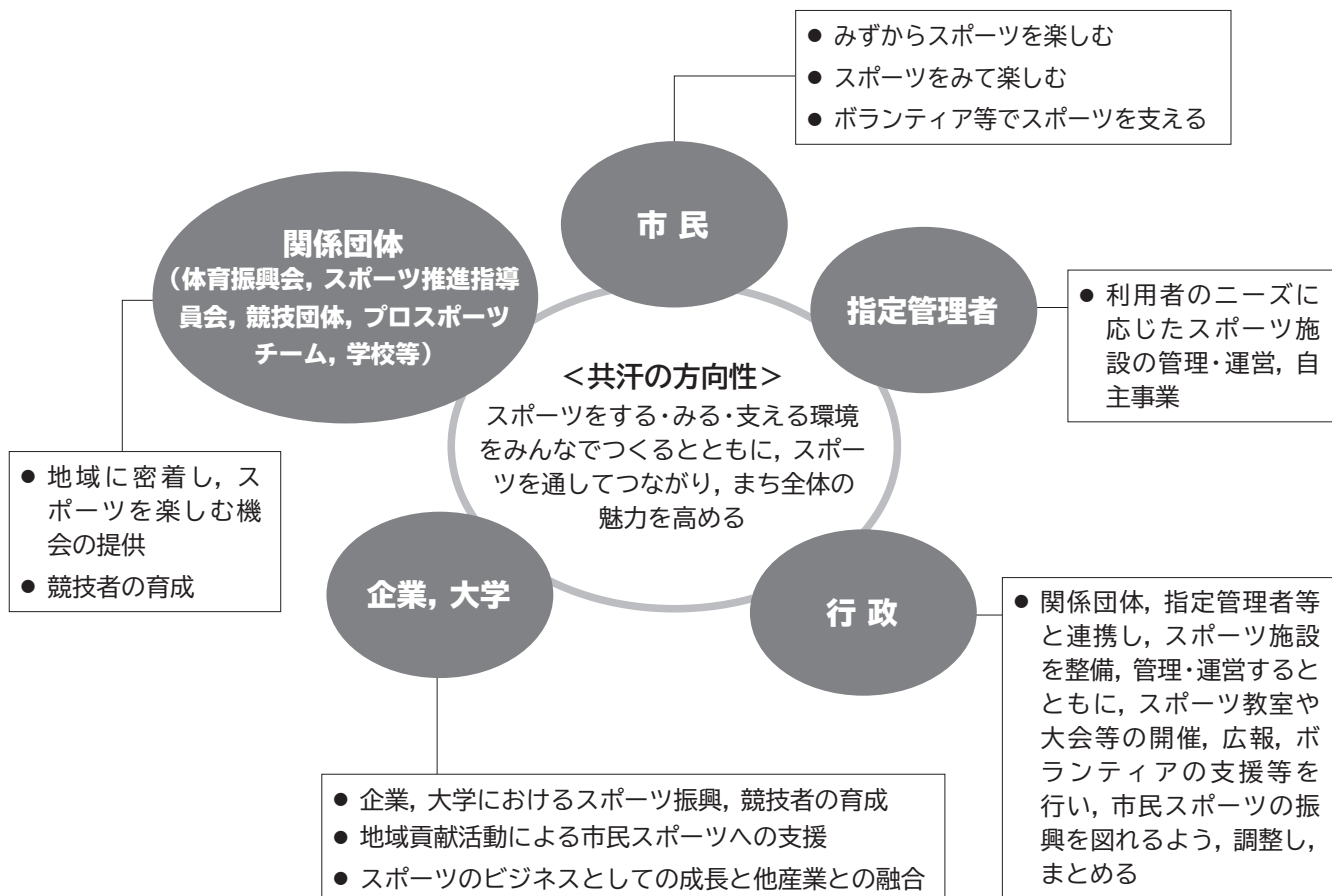 ● みずからスポーツを楽しむ
● スポーツをみて楽しむ
● ボランティア等でスポーツを支える
市 民
関係団体
（体育振興会, スポーツ推進指導
員会, 競技団体, プロスポーツ
チーム, 学校等）
指定管理者
● 利用者のニーズに
応じたスポーツ施
設の管理・運営, 自
主事業
＜共汗の方向性＞
スポーツをする・みる・支える環境
をみんなでつくるとともに, スポー
ツを通してつながり, まち全体の
魅力を高める
● 地域に密着し, ス
ポーツを楽しむ機
会の提供
● 競技者の育成
企業, 大学
行 政
● 関係団体, 指定管理者等
と連携し, スポーツ施設
を整備, 管理・運営すると
ともに, スポーツ教室や
大会等の開催, 広報, ボ
ランティアの支援等を
行い, 市民スポーツの振
興を図れるよう, 調整し,
まとめる
● 企業, 大学におけるスポーツ振興, 競技者の育成
● 地域貢献活動による市民スポーツへの支援
● スポーツのビジネスとしての成長と他産業との融合